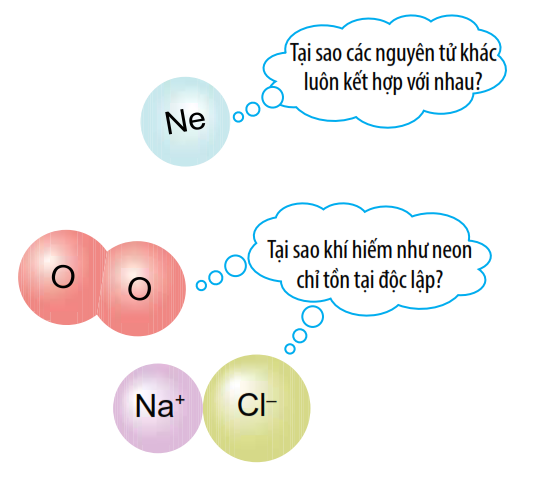 Tại sao các nguyên tử khác
luôn kết hợp với nhau?
Ne
Tại sao khí hiếm như neon
chỉ tồn tại độc lập?
O
O
Na⁺
Cl⁻